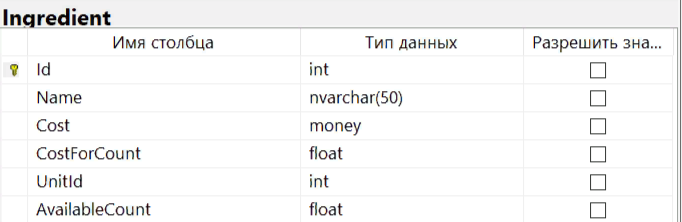 Ingredient
Имя столбца Тип данных Разрешить зна...
Id int
Name nvarchar(50)
Cost money
CostForCount float
UnitId int
AvailableCount float